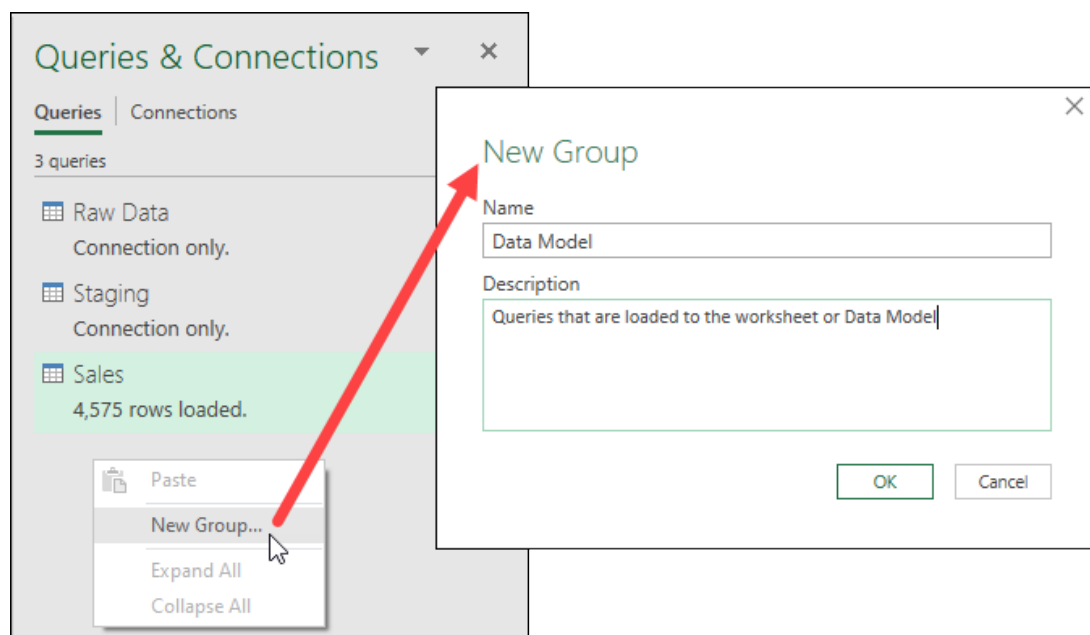 Queries & Connections
Queries
Connections
3 queries
Raw Data
Connection only.
Staging
Connection only.
Sales
4,575 rows loaded.
Paste
New Group...
Expand All
Collapse All
New Group
Name
Data Model
Description
Queries that are loaded to the worksheet or Data Model
OK
Cancel